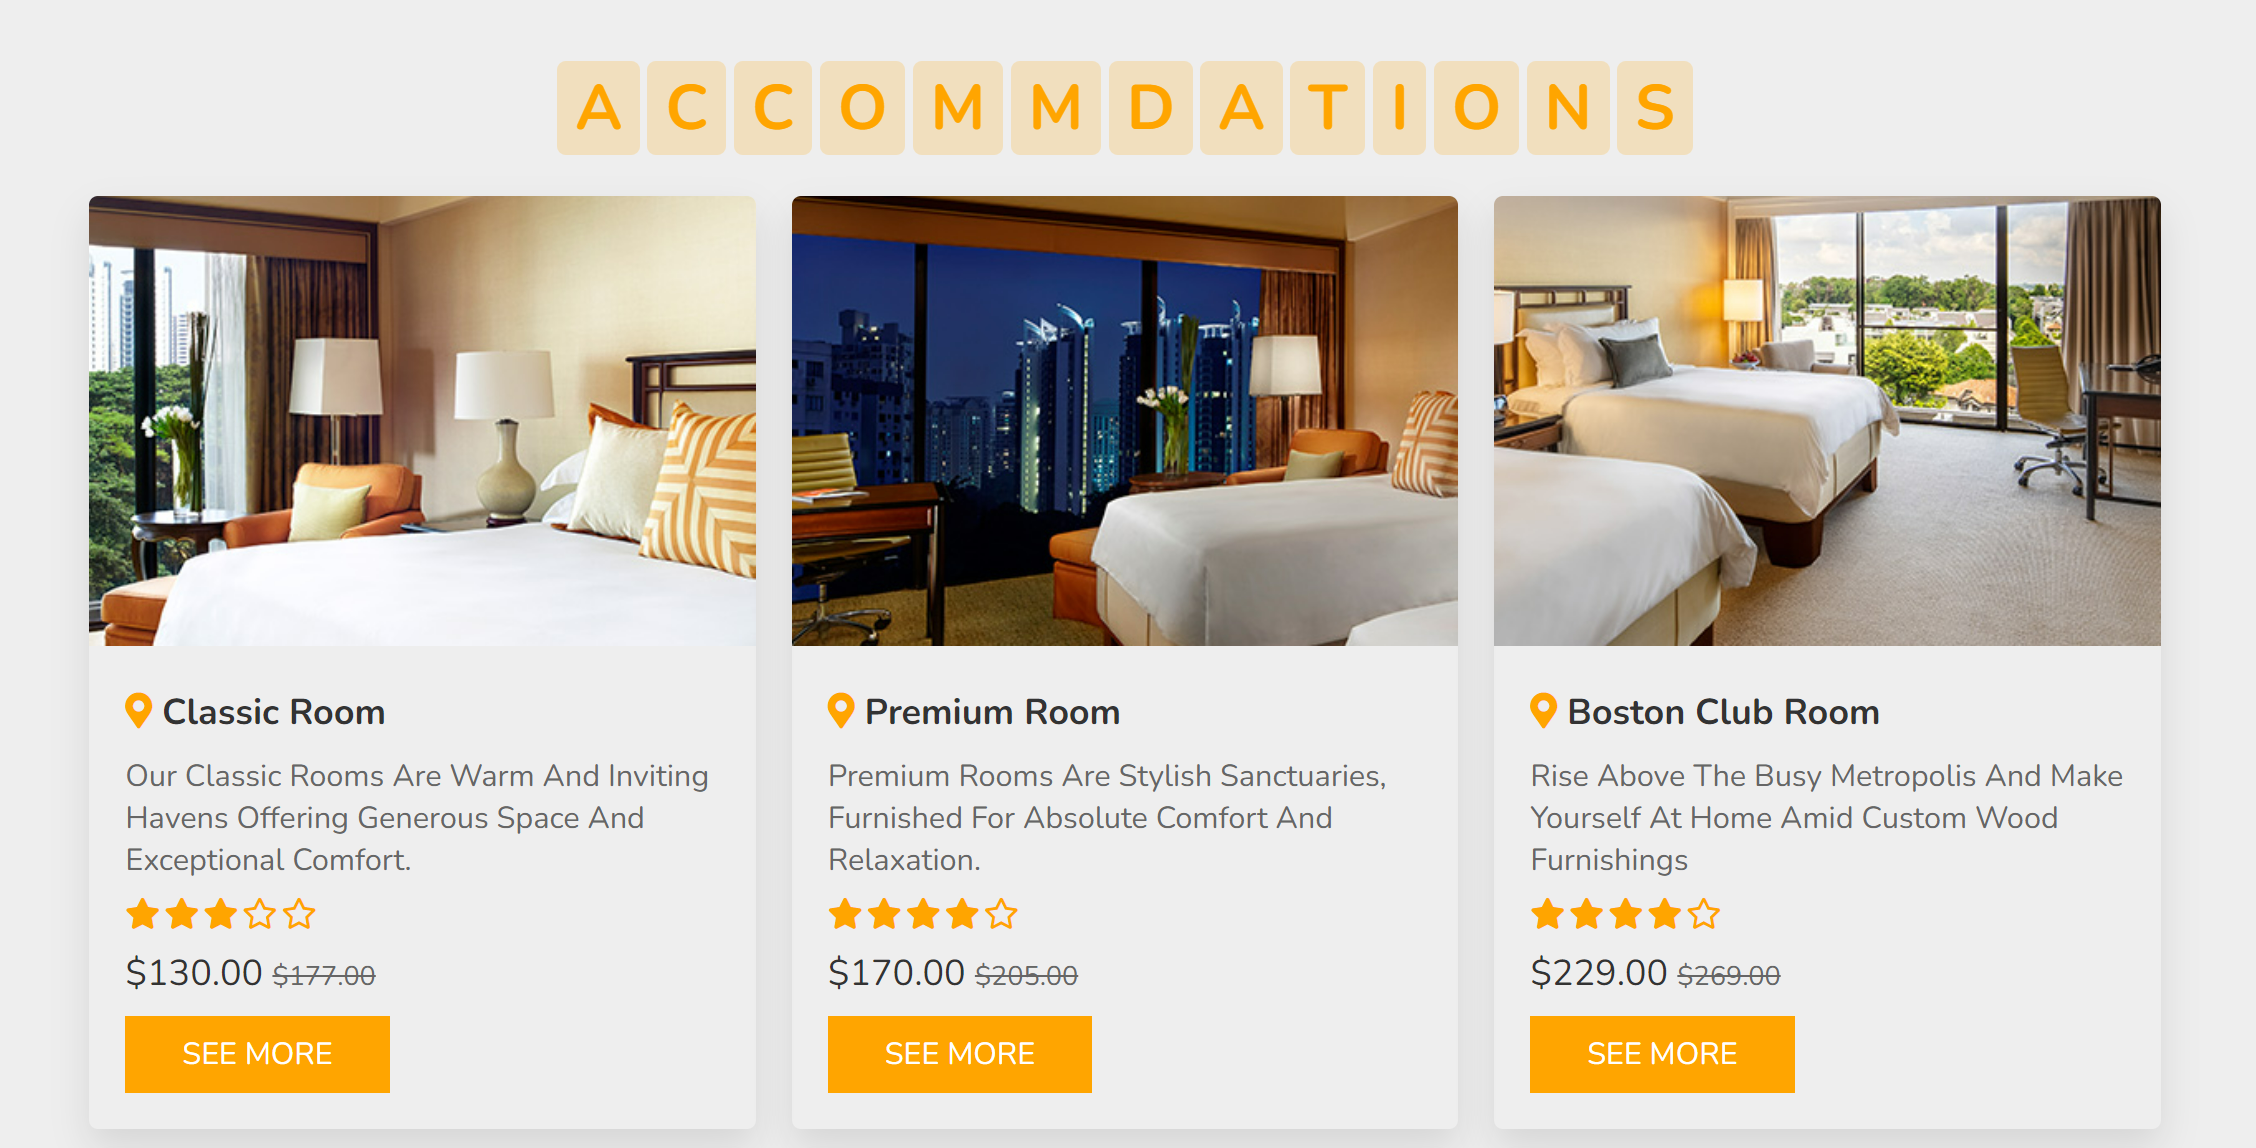 ACCOMMDATIONS
Classic Room
Our Classic Rooms Are Warm And Inviting
Havens Offering Generous Space And
Exceptional Comfort.
$130.00 $177.00
SEE MORE
Premium Room
Premium Rooms Are Stylish Sanctuaries,
Furnished For Absolute Comfort And
Relaxation.
$170.00 $205.00
SEE MORE
Boston Club Room
Rise Above The Busy Metropolis And Make
Yourself At Home Amid Custom Wood
Furnishings
$229.00 $269.00
SEE MORE